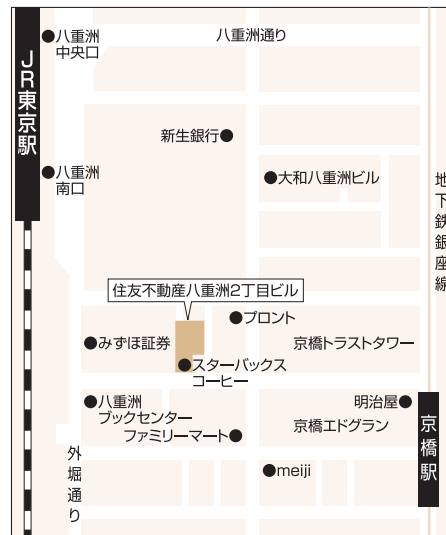 八重洲
中央口
八重洲通り
JR東京駅
新生銀行
八重洲
南口
大和八重洲ビル
地下鉄銀座線
住友不動産八重洲2丁目ビル
プロント
みずほ証券
京橋トラストタワー
スターバックス
コーヒー
八重洲
ブックセンター
明治屋
ファミリーマート
京橋エドグラン
京橋駅
外堀通り
meiji